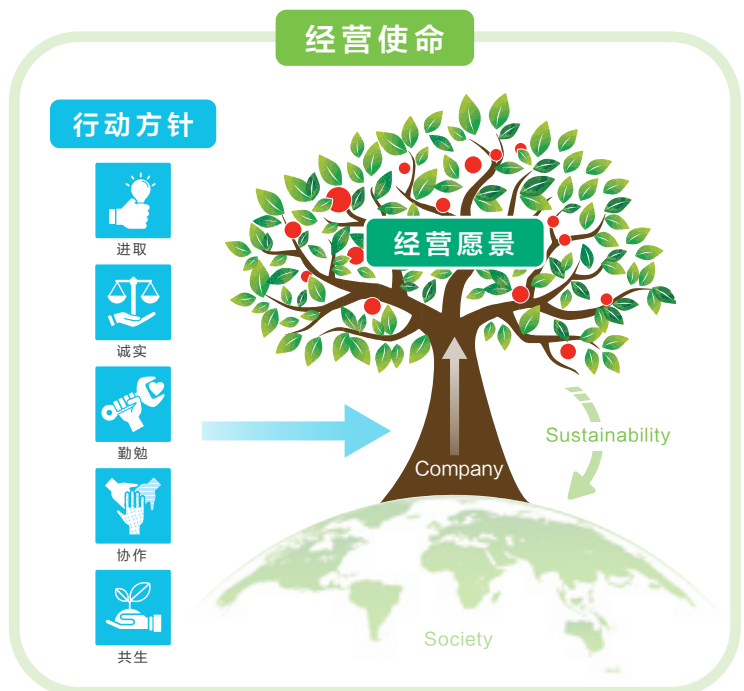 经营使命
行动方针
进取
诚实
勤勉
协作
共生
经营愿景
Company
Sustainability
Society